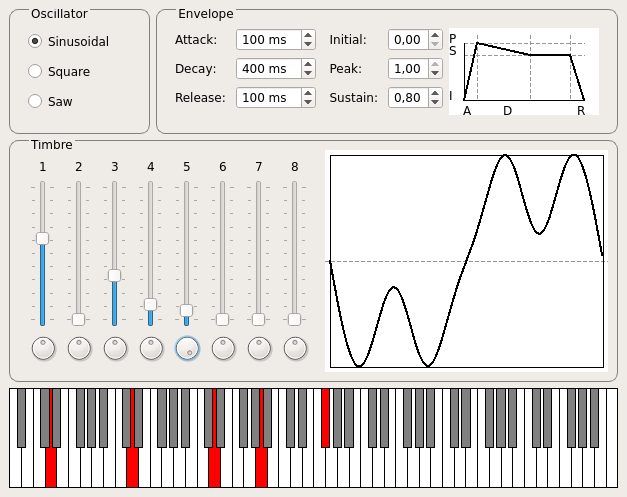 Oscillator
Sinusoidal
Square
Saw
Envelope
Attack: 100 ms Initial: 0,00
Decay: 400 ms Peak: 1,00
Release: 100 ms Sustain: 0,80
P
S
I
A D R
Timbre
1 2 3 4 5 6 7 8